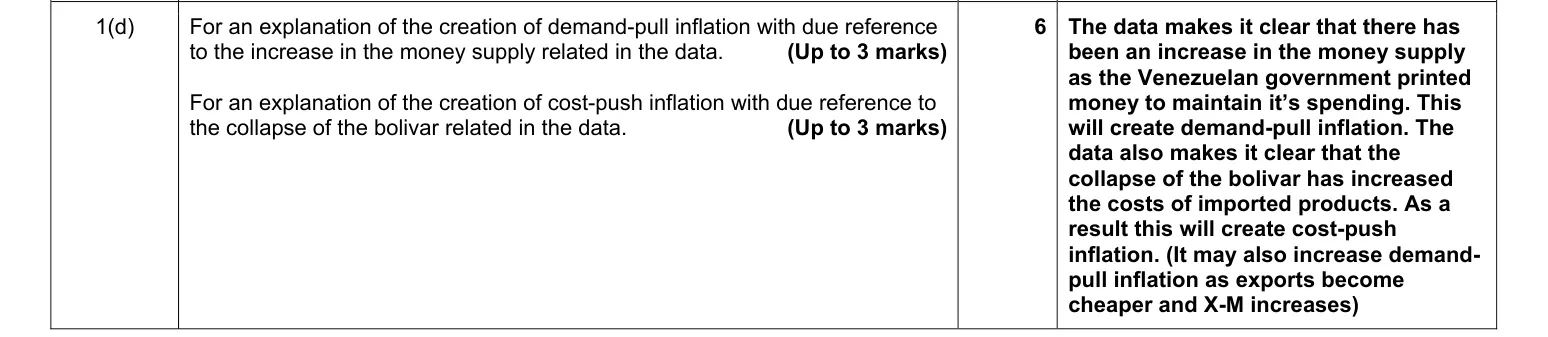 1(d)
For an explanation of the creation of demand-pull inflation with due reference
to the increase in the money supply related in the data. (Up to 3 marks)
For an explanation of the creation of cost-push inflation with due reference to
the collapse of the bolivar related in the data. (Up to 3 marks)
6
The data makes it clear that there has
been an increase in the money supply
as the Venezuelan government printed
money to maintain it’s spending. This
will create demand-pull inflation. The
data also makes it clear that the
collapse of the bolivar has increased
the costs of imported products. As a
result this will create cost-push
inflation. (It may also increase demand-
pull inflation as exports become
cheaper and X-M increases)